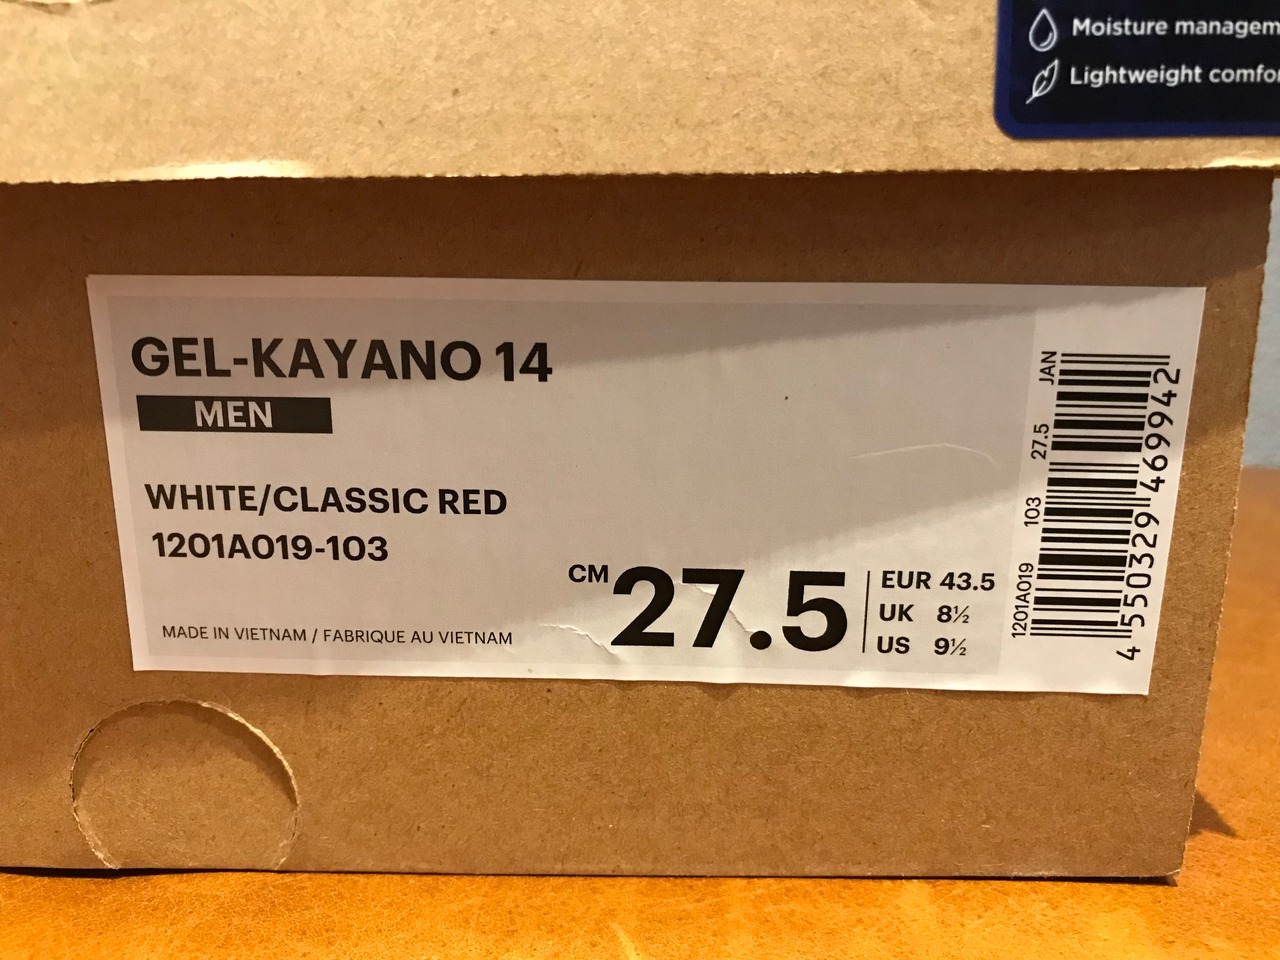 Moisture managem
Lightweight comfo
GEL-KAYANO 14
MEN
WHITE/CLASSIC RED
1201A019-103
MADE IN VIETNAM / FABRIQUE AU VIETNAM
CM 27.5
EUR 43.5
UK 8½
US 9½
1201A019 103 27.5 JAN
4 550329 469942